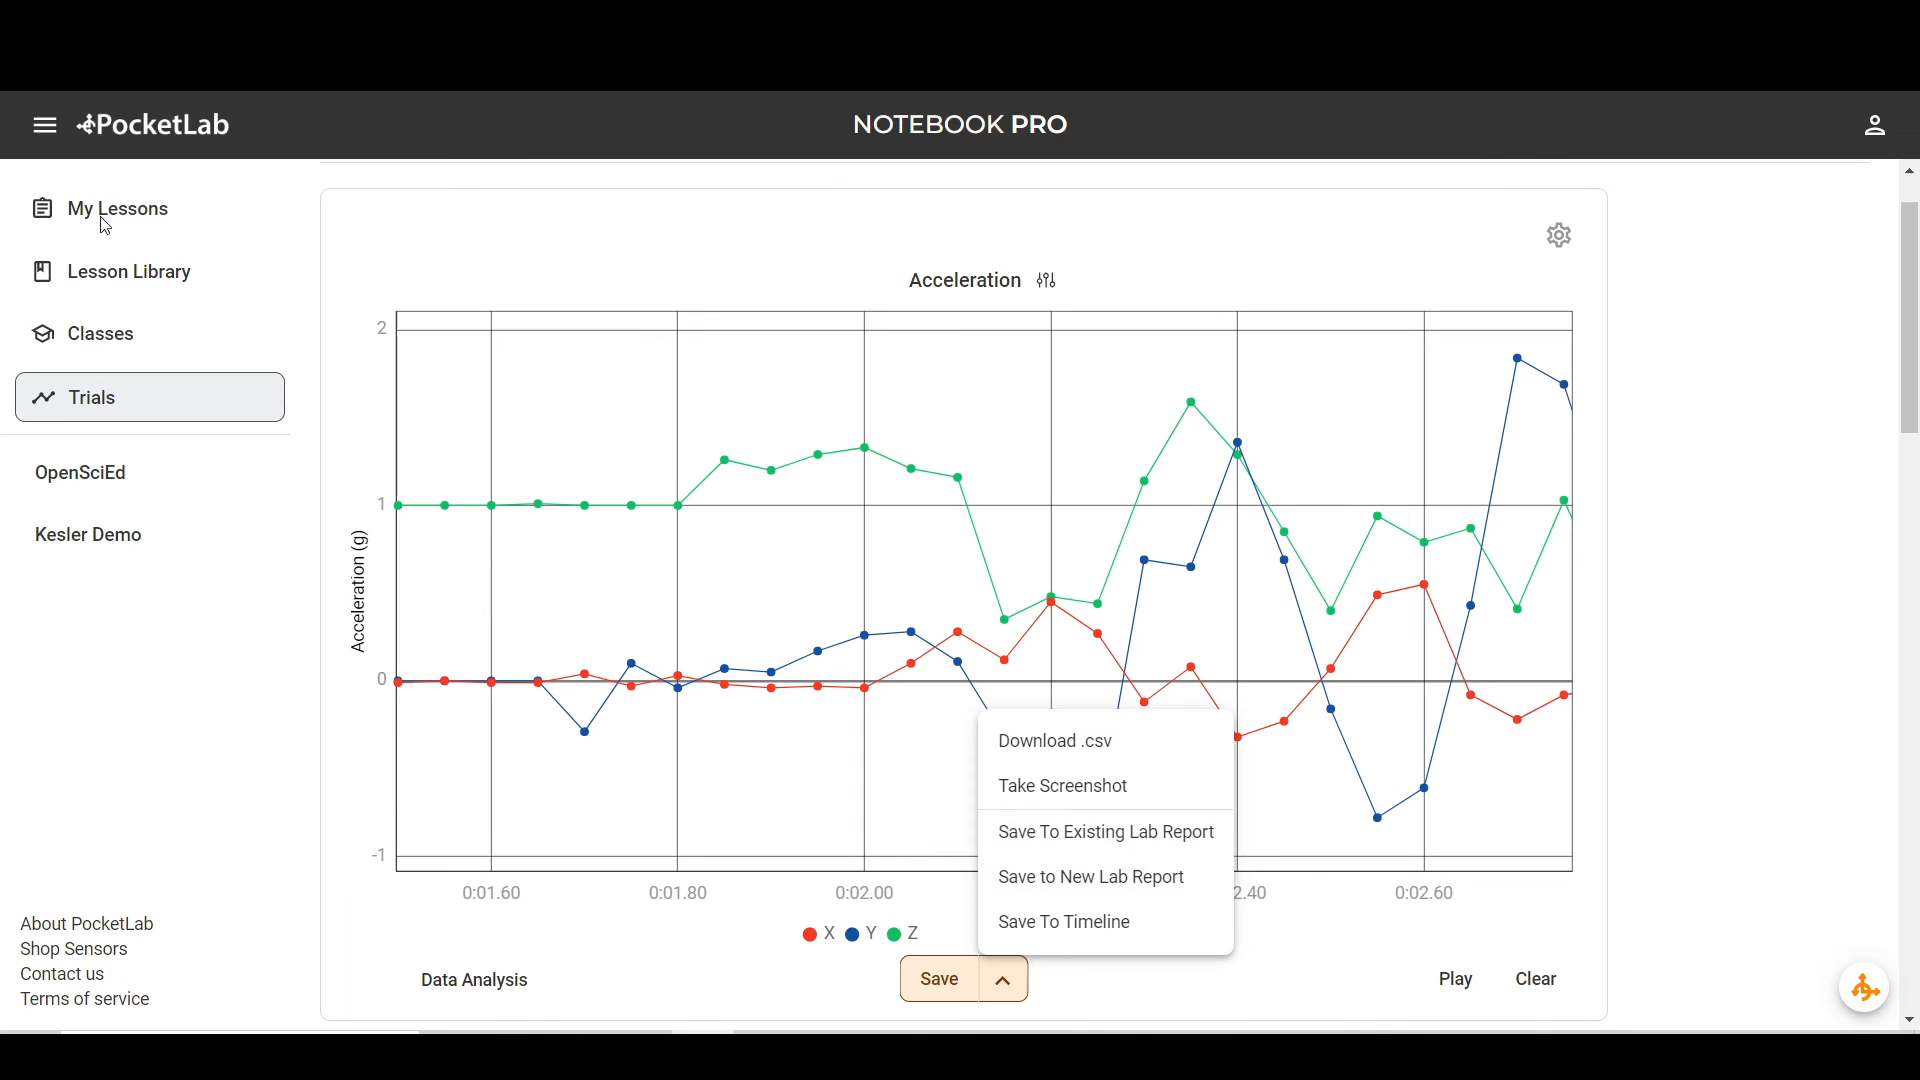 PocketLab
NOTEBOOK PRO
My Lessons
Lesson Library
Classes
Trials
OpenSciEd
Kesler Demo
About PocketLab
Shop Sensors
Contact us
Terms of service
Acceleration
Acceleration (g)
2
1
0
-1
0:01.60 0:01.80 0:02.00 2.40 0:02.60
X Y Z
Download .csv
Take Screenshot
Save To Existing Lab Report
Save to New Lab Report
Save To Timeline
Data Analysis Save Play Clear